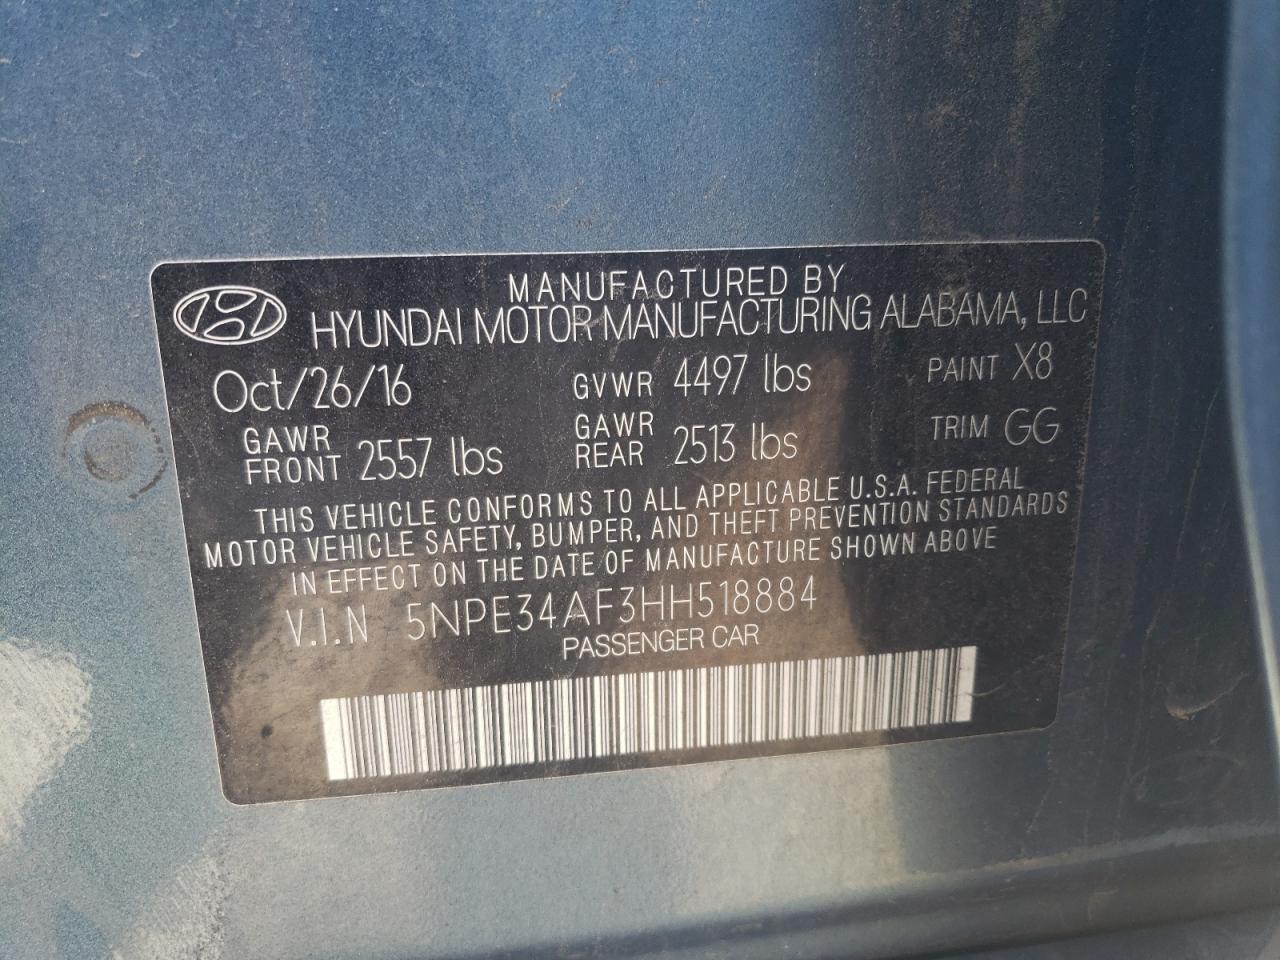 MANUFACTURED BY
HYUNDAI MOTOR MANUFACTURING ALABAMA, LLC
Oct/26/16 GVWR 4497 lbs PAINT X8
GAWR FRONT 2557 lbs GAWR REAR 2513 lbs TRIM GG
THIS VEHICLE CONFORMS TO ALL APPLICABLE U.S.A. FEDERAL
MOTOR VEHICLE SAFETY, BUMPER, AND THEFT PREVENTION STANDARDS
IN EFFECT ON THE DATE OF MANUFACTURE SHOWN ABOVE
V.I.N 5NPE34AF3HH518884
PASSENGER CAR